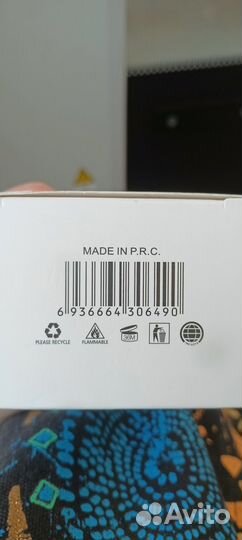 MADE IN P.R.C.
6 936664 306490
PLEASE RECYCLE
FLAMMABLE
36M
Avito